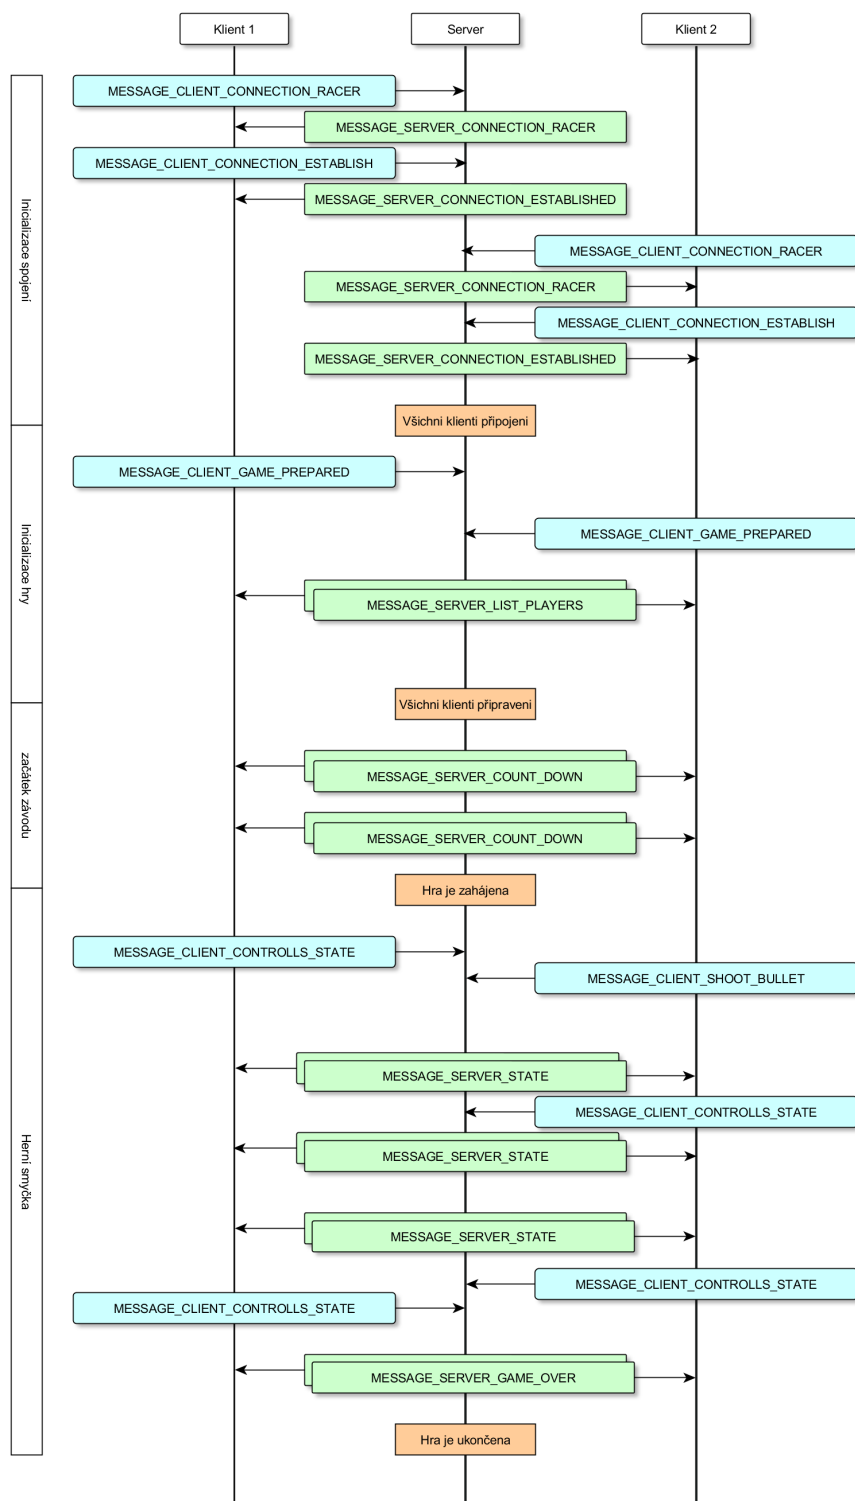 Klient 1
Server
Klient 2
Inicializace spojení
MESSAGE_CLIENT_CONNECTION_RACER
MESSAGE_SERVER_CONNECTION_RACER
MESSAGE_CLIENT_CONNECTION_ESTABLISH
MESSAGE_SERVER_CONNECTION_ESTABLISHED
MESSAGE_CLIENT_CONNECTION_RACER
MESSAGE_SERVER_CONNECTION_RACER
MESSAGE_CLIENT_CONNECTION_ESTABLISH
MESSAGE_SERVER_CONNECTION_ESTABLISHED
Všichni klienti připojeni
Inicializace hry
MESSAGE_CLIENT_GAME_PREPARED
MESSAGE_CLIENT_GAME_PREPARED
MESSAGE_SERVER_LIST_PLAYERS
Všichni klienti připraveni
začátek závodu
MESSAGE_SERVER_COUNT_DOWN
MESSAGE_SERVER_COUNT_DOWN
Hra je zahájena
Herní smyčka
MESSAGE_CLIENT_CONTROLLS_STATE
MESSAGE_CLIENT_SHOOT_BULLET
MESSAGE_SERVER_STATE
MESSAGE_CLIENT_CONTROLLS_STATE
MESSAGE_SERVER_STATE
MESSAGE_SERVER_STATE
MESSAGE_CLIENT_CONTROLLS_STATE
MESSAGE_CLIENT_CONTROLLS_STATE
MESSAGE_SERVER_GAME_OVER
Hra je ukončena